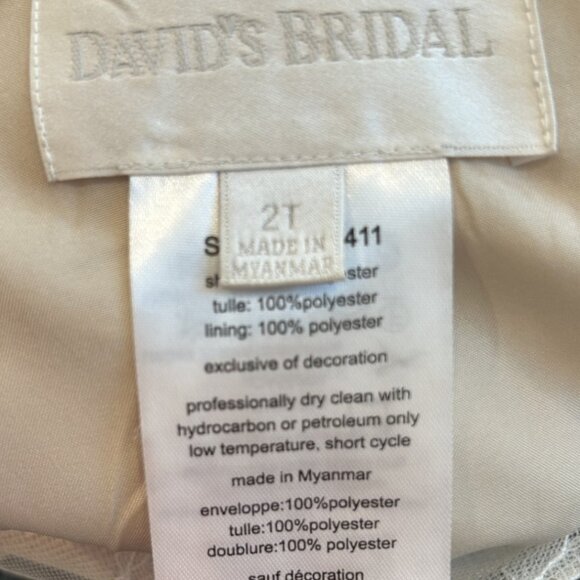 DAVID'S BRIDAL
2T
MADE IN
MYANMAR
S 411
sh ster
tulle: 100%polyester
lining: 100% polyester
exclusive of decoration
professionally dry clean with
hydrocarbon or petroleum only
low temperature, short cycle
made in Myanmar
enveloppe:100%polyester
tulle:100%polyester
doublure:100% polyester
sauf décoration